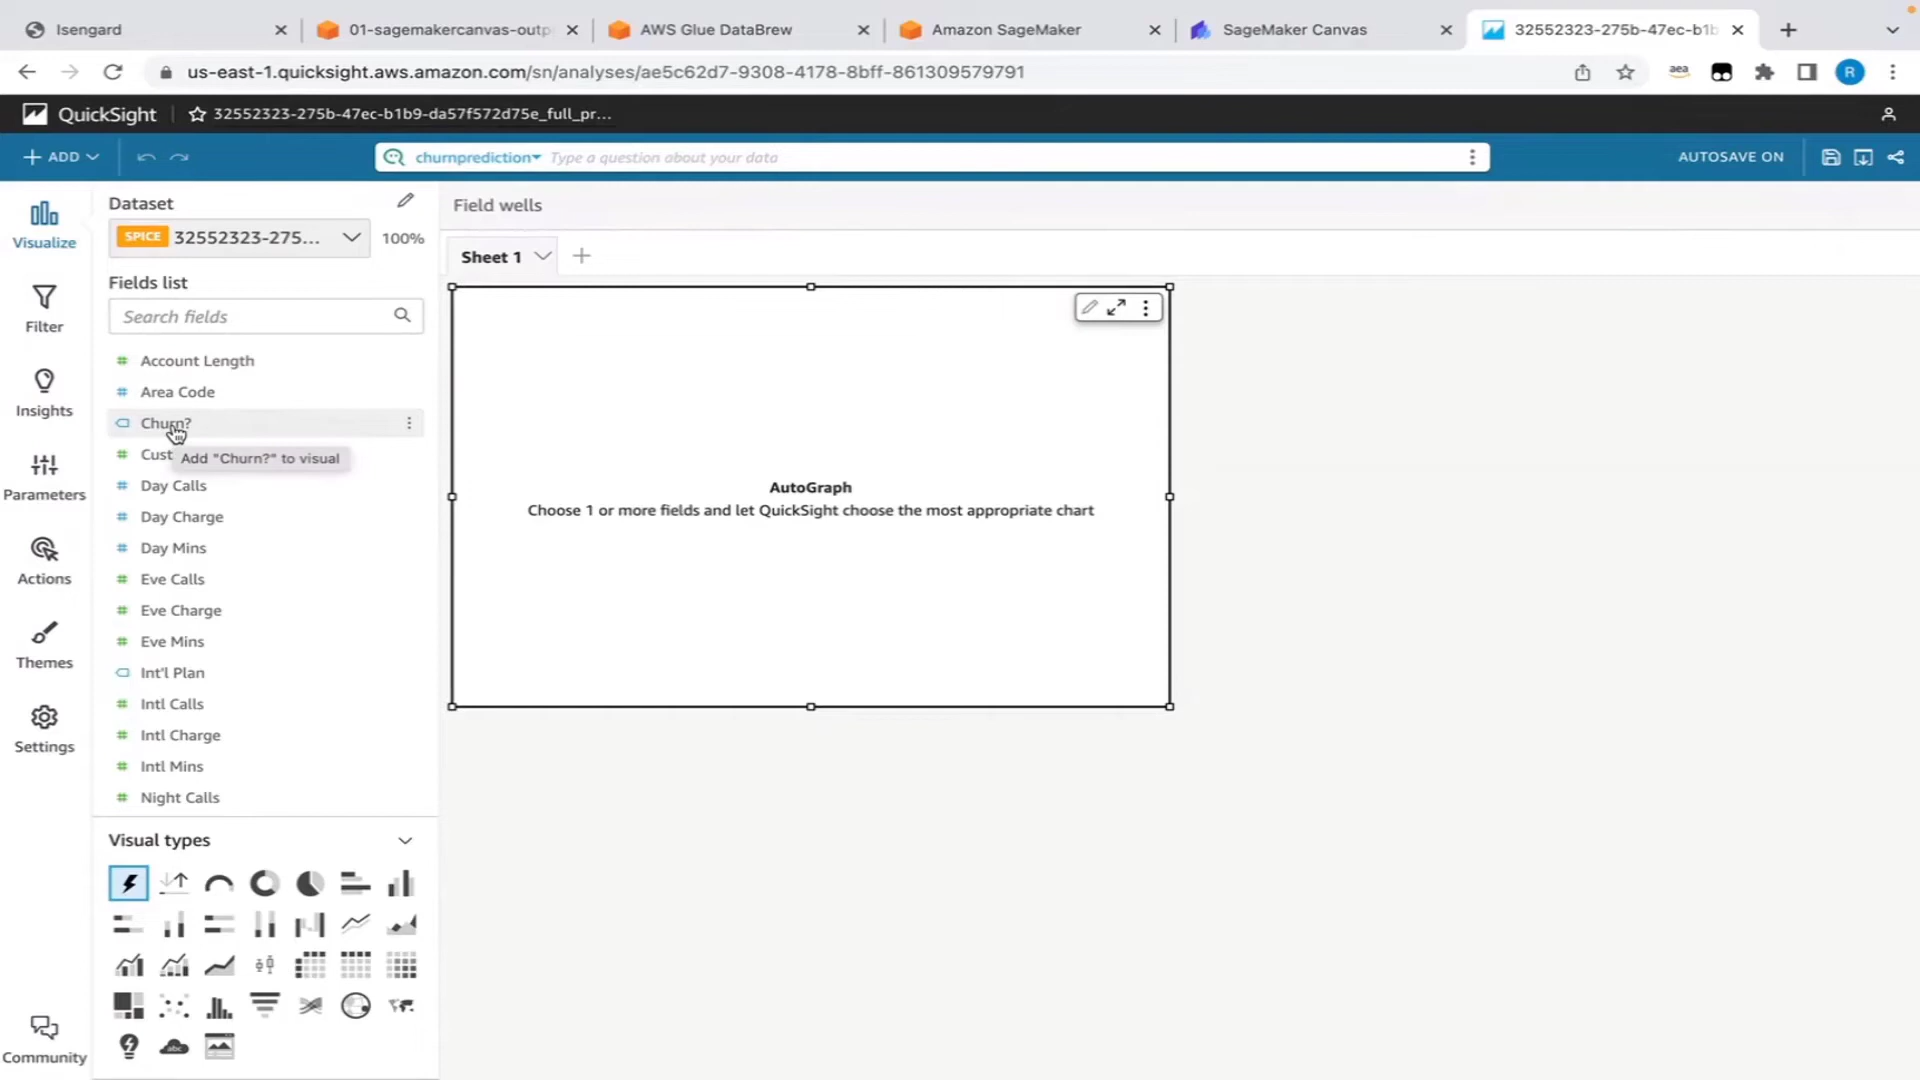 Isengard
01-sagemakercanvas-outp
AWS Glue DataBrew
Amazon SageMaker
SageMaker Canvas
32552323-275b-47ec-b1b
us-east-1.quicksight.aws.amazon.com/sn/analyses/ae5c62d7-9308-4178-8bff-861309579791
aea
R
QuickSight
32552323-275b-47ec-b1b9-da57f572d75e_full_pr...
ADD
churnprediction
Type a question about your data
AUTOSAVE ON
Visualize
Filter
Insights
Parameters
Actions
Themes
Settings
Community
Dataset
SPICE
32552323-275...
100%
Fields list
Search fields
Account Length
Area Code
Churn?
Cust
Add "Churn?" to visual
Day Calls
Day Charge
Day Mins
Eve Calls
Eve Charge
Eve Mins
Int'l Plan
Intl Calls
Intl Charge
Intl Mins
Night Calls
Visual types
abc
Field wells
Sheet 1
AutoGraph
Choose 1 or more fields and let QuickSight choose the most appropriate chart